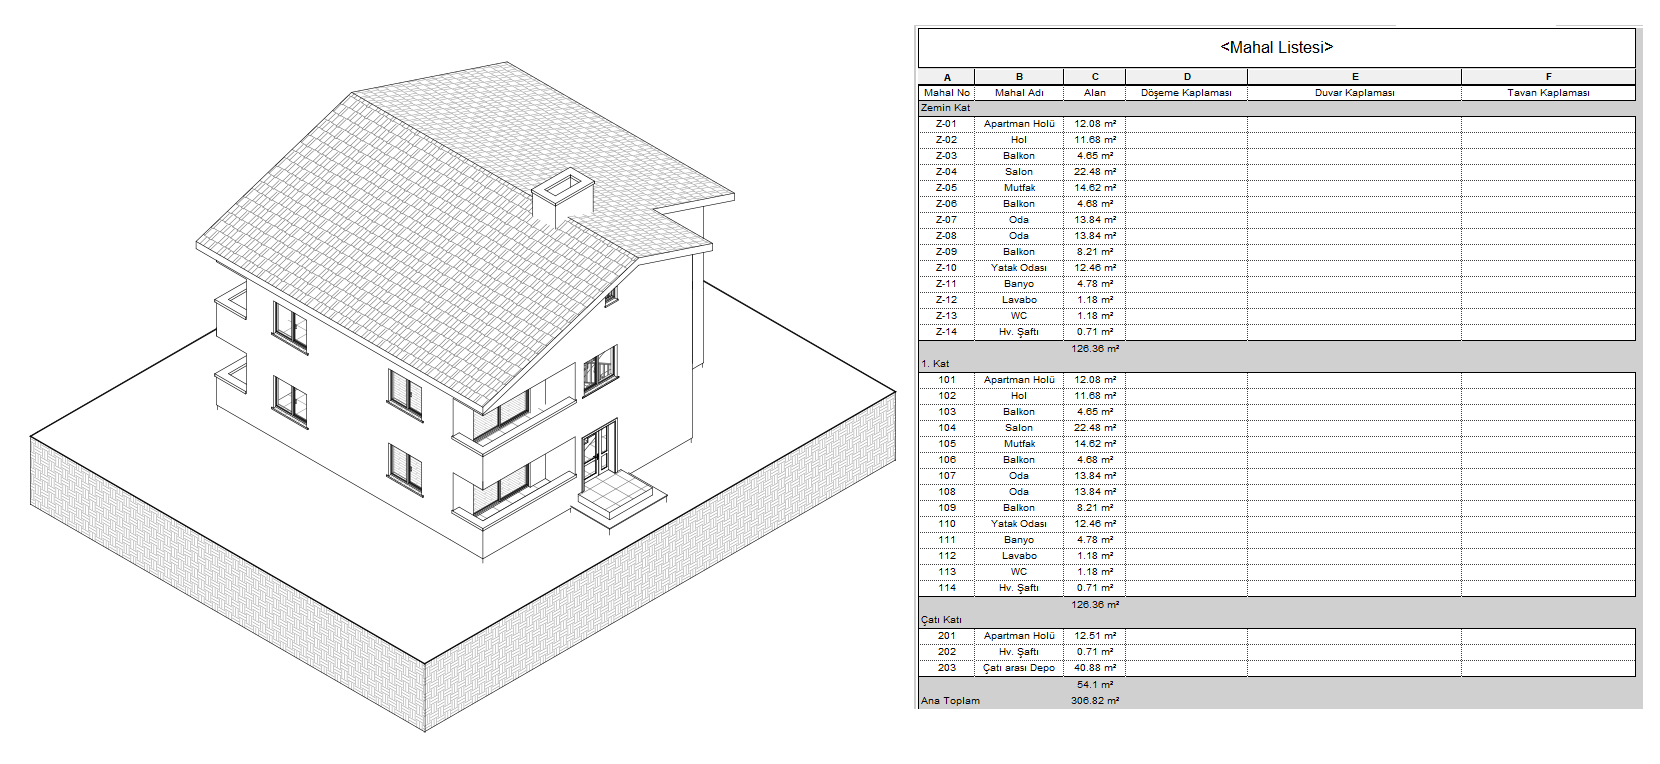 <Mahal Listesi>
A B C D E F
Mahal No Mahal Adı Alan Döşeme Kaplaması Duvar Kaplaması Tavan Kaplaması
Zemin Kat
Z-01 Apartman Holü 12.08 m²
Z-02 Hol 11.68 m²
Z-03 Balkon 4.65 m²
Z-04 Salon 22.48 m²
Z-05 Mutfak 14.62 m²
Z-06 Balkon 4.68 m²
Z-07 Oda 13.84 m²
Z-08 Oda 13.84 m²
Z-09 Balkon 8.21 m²
Z-10 Yatak Odası 12.46 m²
Z-11 Banyo 4.78 m²
Z-12 Lavabo 1.18 m²
Z-13 WC 1.18 m²
Z-14 Hv. Şaftı 0.71 m²
126.36 m²
1. Kat
101 Apartman Holü 12.08 m²
102 Hol 11.68 m²
103 Balkon 4.65 m²
104 Salon 22.48 m²
105 Mutfak 14.62 m²
106 Balkon 4.68 m²
107 Oda 13.84 m²
108 Oda 13.84 m²
109 Balkon 8.21 m²
110 Yatak Odası 12.46 m²
111 Banyo 4.78 m²
112 Lavabo 1.18 m²
113 WC 1.18 m²
114 Hv. Şaftı 0.71 m²
126.36 m²
Çatı Katı
201 Apartman Holü 12.51 m²
202 Hv. Şaftı 0.71 m²
203 Çatı arası Depo 40.88 m²
54.1 m²
Ana Toplam 306.82 m²